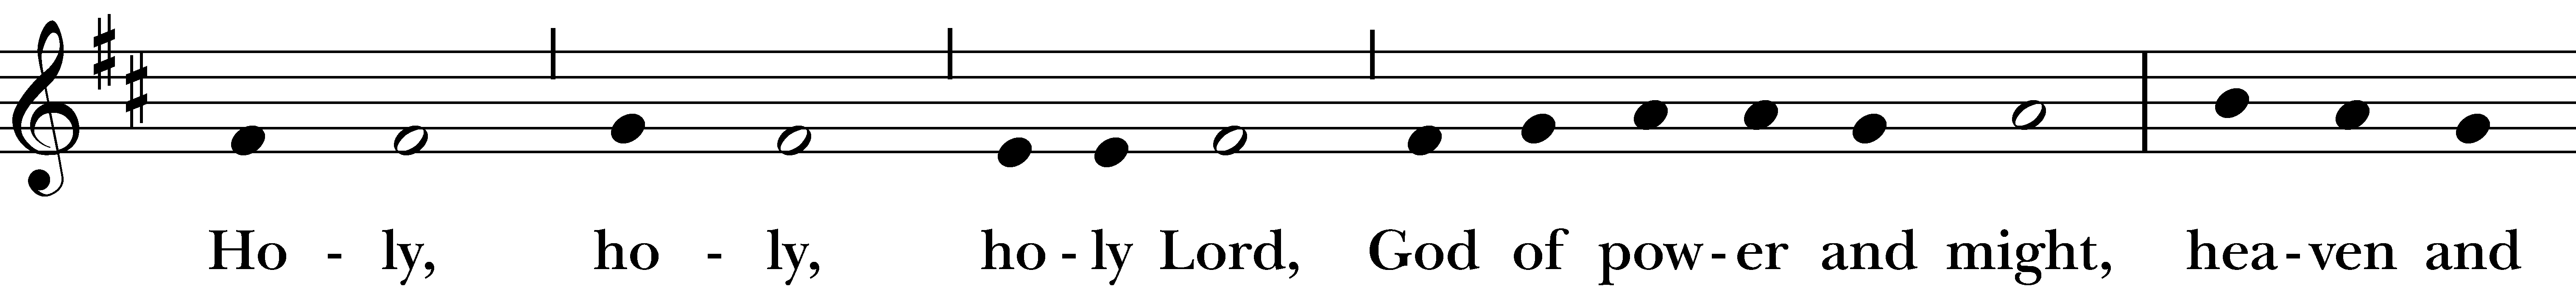 Ho - ly, ho - ly, ho - ly Lord, God of pow - er and might, hea - ven and